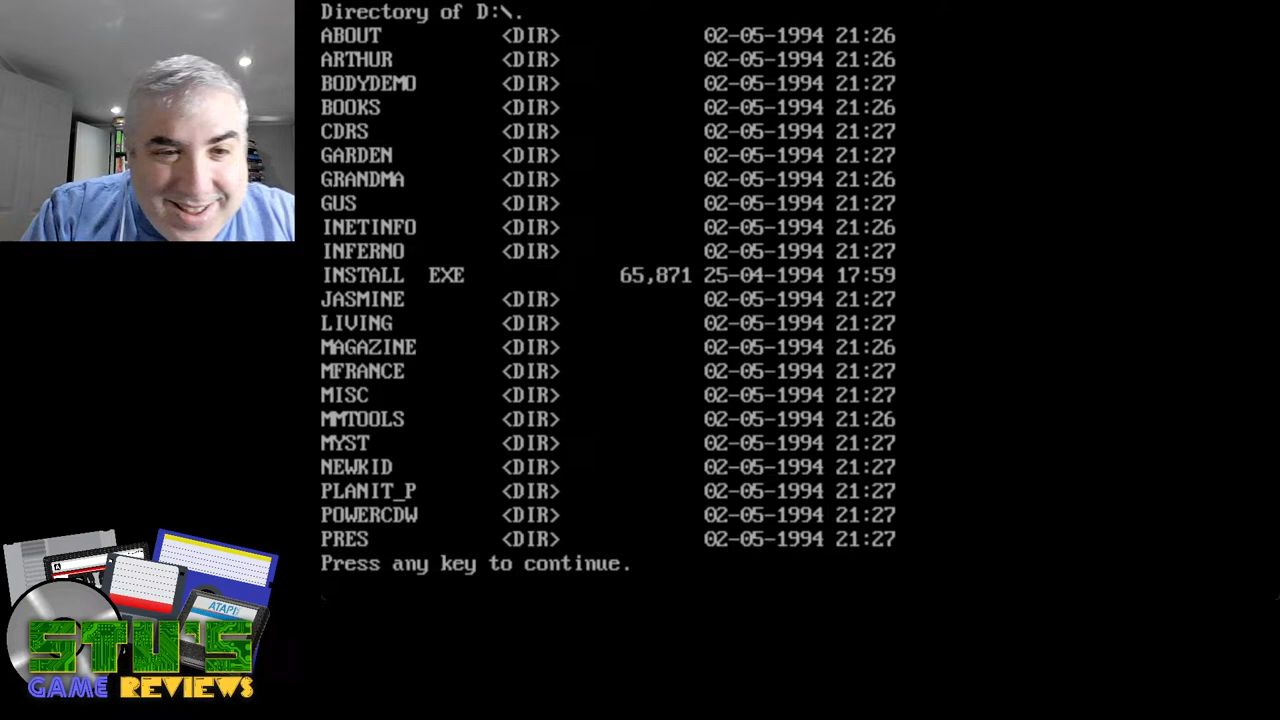 Directory of D:\.
ABOUT <DIR> 02-05-1994 21:26
ARTHUR <DIR> 02-05-1994 21:26
BODYDEMO <DIR> 02-05-1994 21:27
BOOKS <DIR> 02-05-1994 21:26
CDRS <DIR> 02-05-1994 21:27
GARDEN <DIR> 02-05-1994 21:27
GRANDMA <DIR> 02-05-1994 21:26
GUS <DIR> 02-05-1994 21:27
INETINFO <DIR> 02-05-1994 21:26
INFERNO <DIR> 02-05-1994 21:27
INSTALL EXE 65,871 25-04-1994 17:59
JASMINE <DIR> 02-05-1994 21:27
LIVING <DIR> 02-05-1994 21:27
MAGAZINE <DIR> 02-05-1994 21:26
MFRANCE <DIR> 02-05-1994 21:27
MISC <DIR> 02-05-1994 21:27
MMTOOLS <DIR> 02-05-1994 21:26
MYST <DIR> 02-05-1994 21:27
NEWKID <DIR> 02-05-1994 21:27
PLANIT_P <DIR> 02-05-1994 21:27
POWERCDW <DIR> 02-05-1994 21:27
PRES <DIR> 02-05-1994 21:27
Press any key to continue.
ATAPI
STU'S
GAME REVIEWS